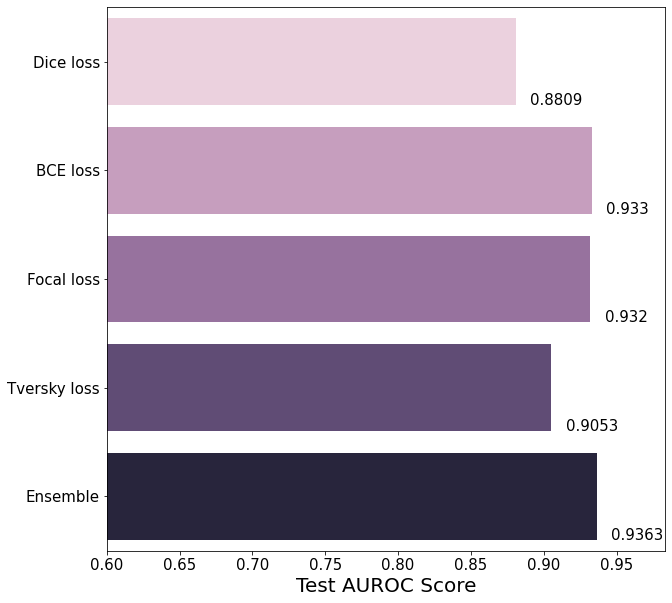 Dice loss
0.8809
BCE loss
0.933
Focal loss
0.932
Tversky loss
0.9053
Ensemble
0.9363
0.60 0.65 0.70 0.75 0.80 0.85 0.90 0.95
Test AUROC Score